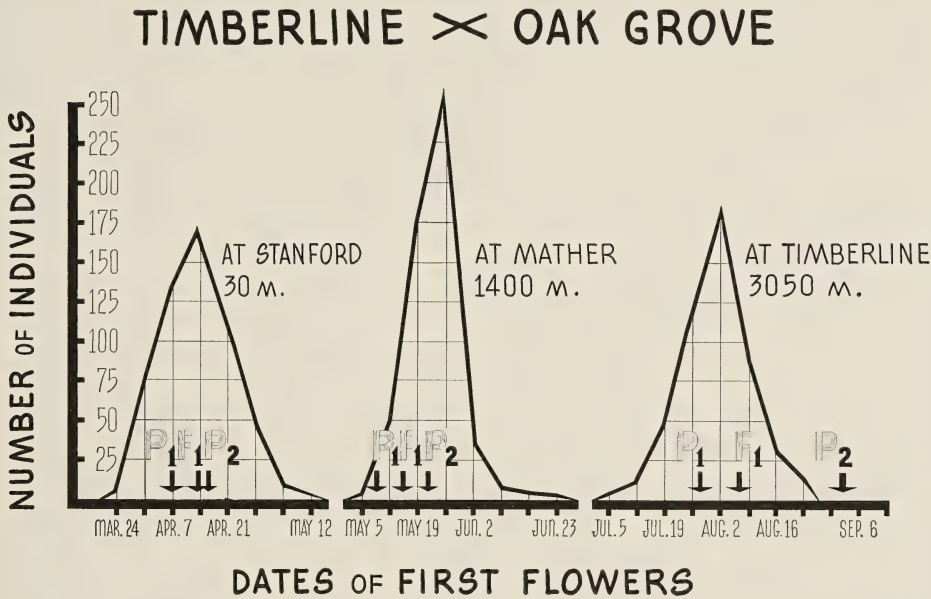 TIMBERLINE × OAK GROVE
NUMBER OF INDIVIDUALS
250
225
200
175
150
125
100
75
50
25
AT STANFORD
30 M.
AT MATHER
1400 M.
AT TIMBERLINE
3050 M.
P1 F1 P2
P1 F1 P2
P1 F1 P2
MAR. 24 APR. 7 APR. 21 MAY 12 MAY 5 MAY 19 JUN. 2 JUN. 23 JUL. 5 JUL. 19 AUG. 2 AUG. 16 SEP. 6
DATES OF FIRST FLOWERS